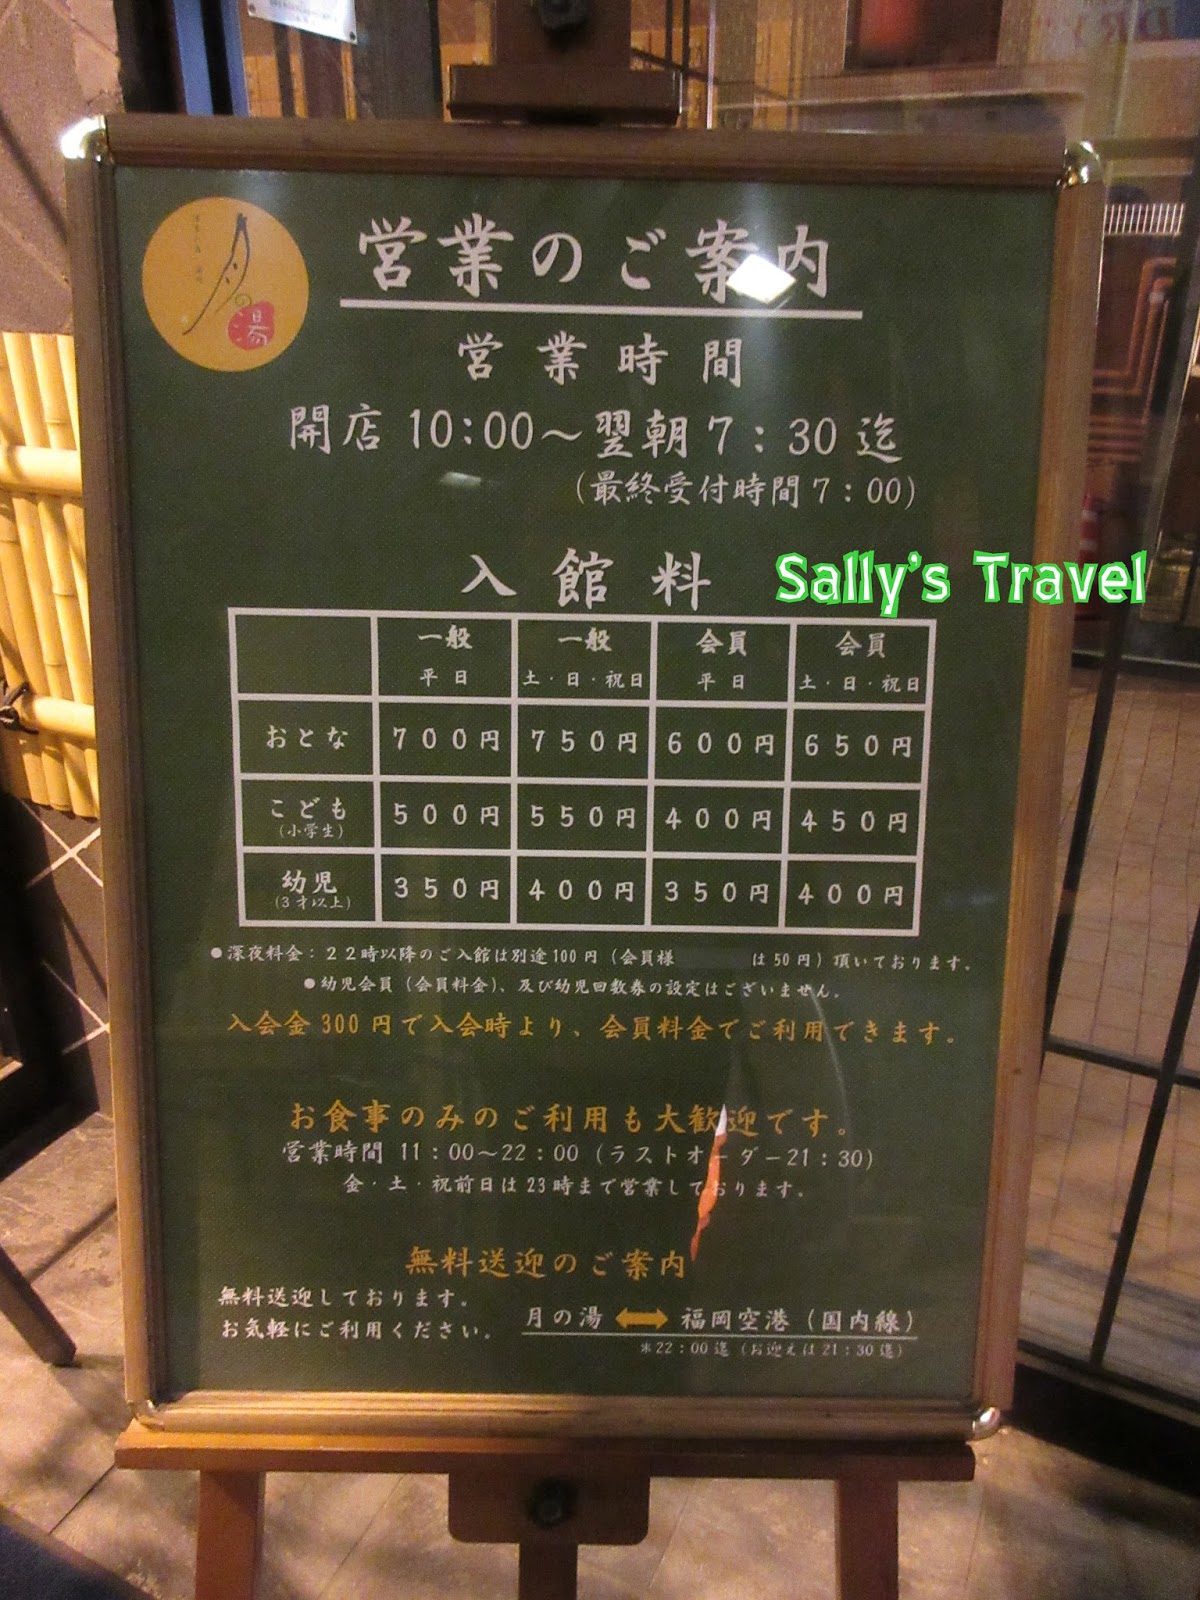 月の湯
営業のご案内
営業時間
開店 10:00～翌朝7:30 迄
(最終受付時間7:00)
入館料
Sally's Travel
一般 一般 会員 会員
平日 土・日・祝日 平日 土・日・祝日
おとな 700円 750円 600円 650円
こども 500円 550円 400円 450円
(小学生)
幼児 350円 400円 350円 400円
(3才以上)
●深夜料金:22時以降のご入館は別途100円(会員様 は50円)頂いております。
●幼児会員(会員料金)、及び幼児回数券の設定はございません。
入会金300円で入会時より、会員料金でご利用できます。
お食事のみのご利用も大歓迎です。
営業時間 11:00～22:00(ラストオーダー21:30)
金・土・祝前日は23時まで営業しております。
無料送迎のご案内
無料送迎しております。
お気軽にご利用ください。
月の湯 ⟷ 福岡空港(国内線)
※22:00迄(お迎えは21:30迄)